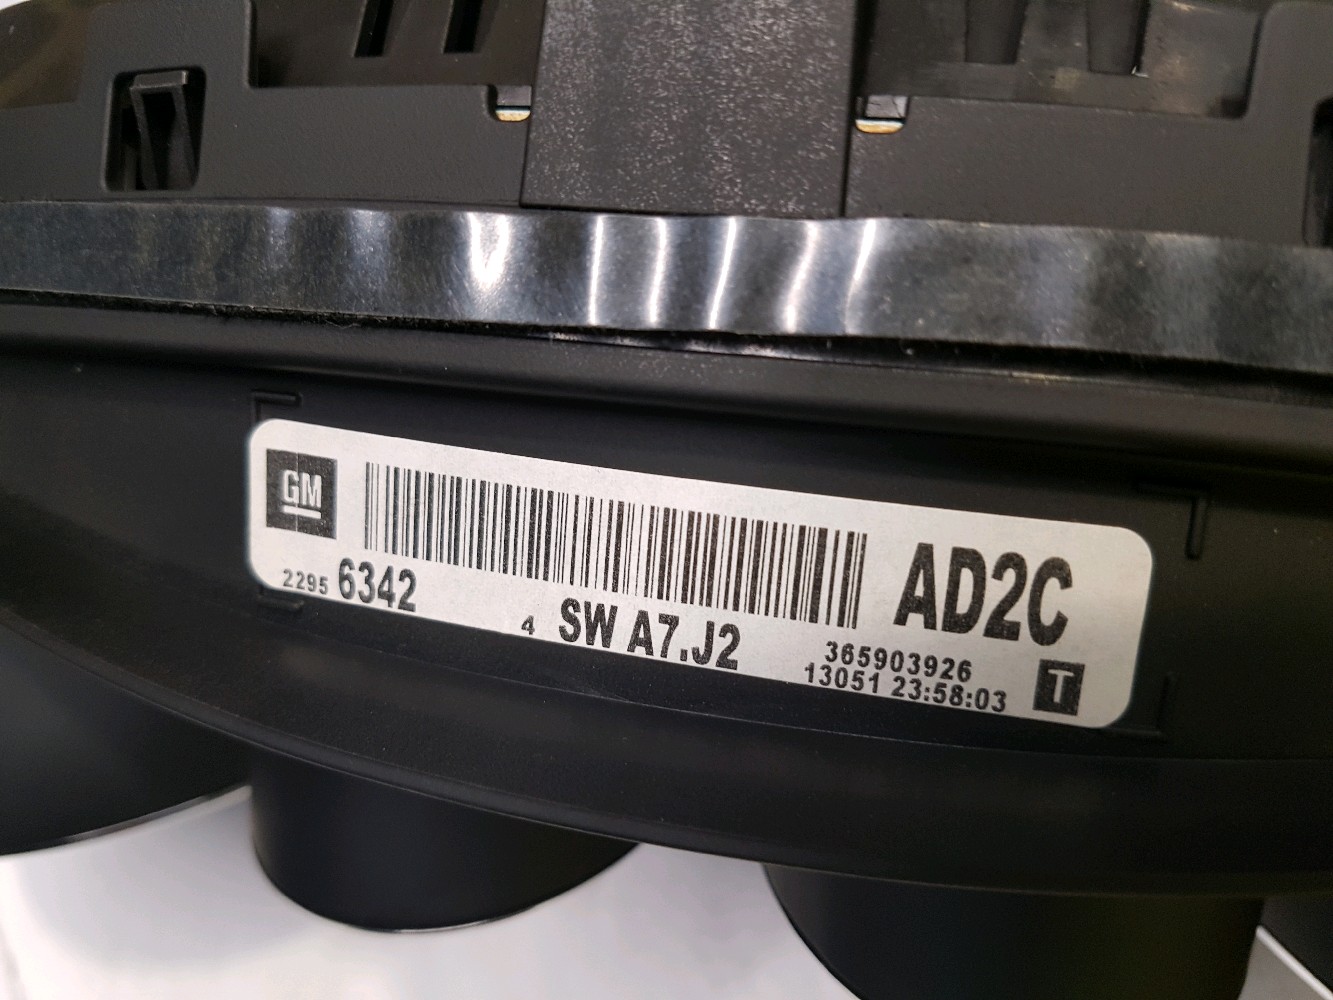 GM
AD2C
2295 6342
4 SW A7.J2
365903926
13051 23:58:03
T